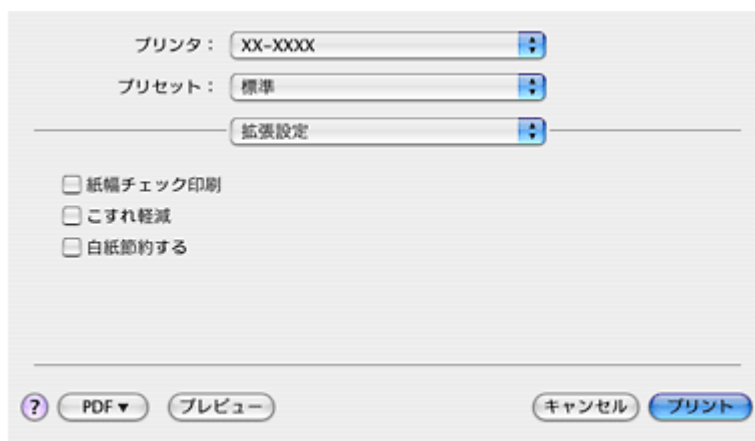 プリンタ： XX-XXXX
プリセット： 標準
拡張設定
紙幅チェック印刷
こすれ軽減
白紙節約する
? PDF▼ プレビュー キャンセル プリント